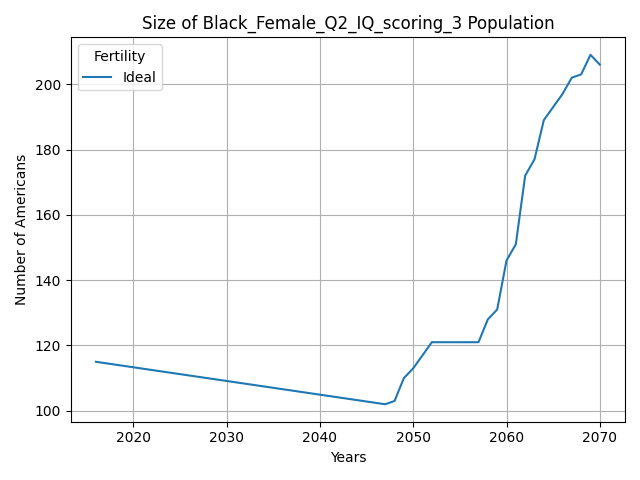 Size of Black_Female_Q2_IQ_scoring_3 Population
Fertility
Ideal
Number of Americans
200
180
160
140
120
100
2020 2030 2040 2050 2060 2070
Years